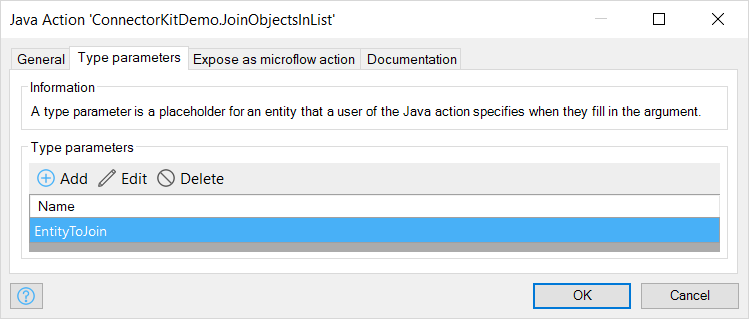 Java Action 'ConnectorKitDemo.JoinObjectsInList'
General Type parameters Expose as microflow action Documentation
Information
A type parameter is a placeholder for an entity that a user of the Java action specifies when they fill in the argument.
Type parameters
Add Edit Delete
Name
EntityToJoin
? OK Cancel